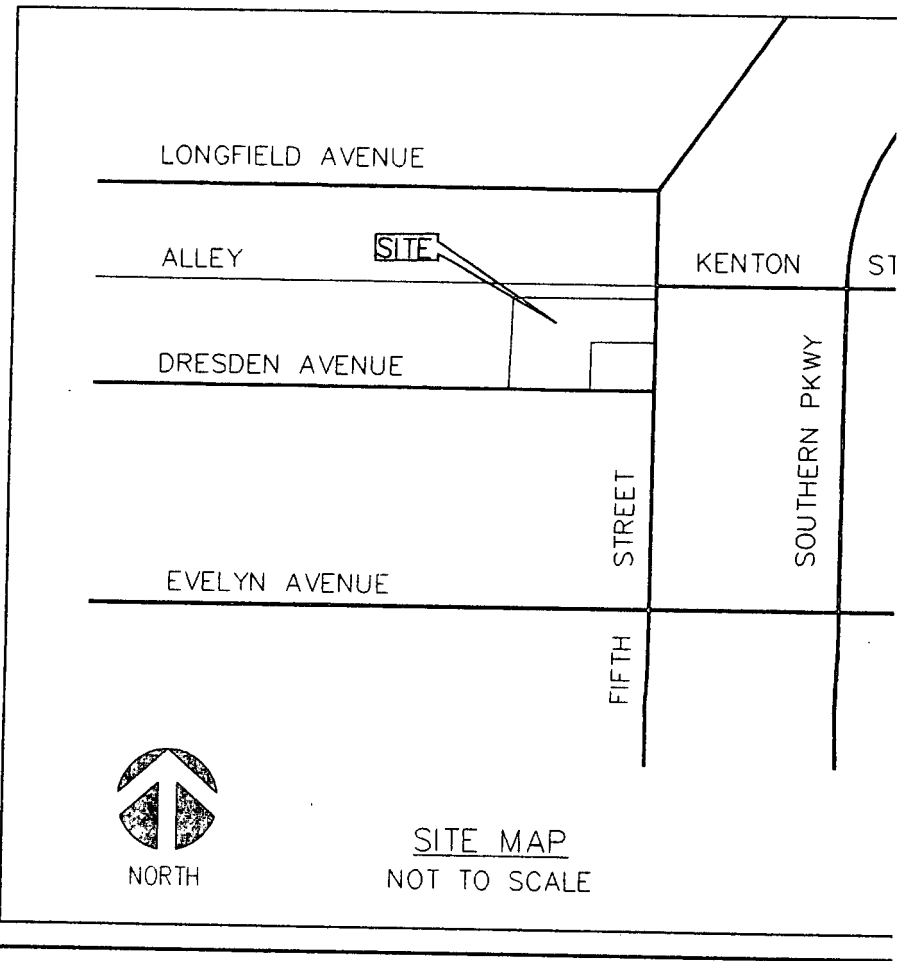 LONGFIELD AVENUE
ALLEY
SITE
KENTON ST
DRESDEN AVENUE
SOUTHERN PKWY
FIFTH STREET
EVELYN AVENUE
NORTH
SITE MAP
NOT TO SCALE